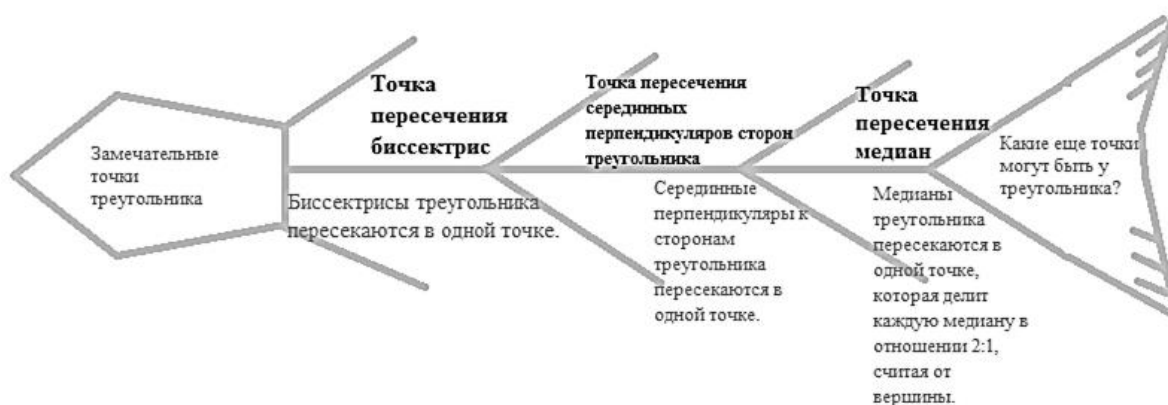 Замечательные
точки
треугольника
Точка
пересечения
биссектрис
Биссектрисы треугольника
пересекаются в одной точке.
Точка пересечения
серединных
перпендикуляров сторон
треугольника
Серединные
перпендикуляры к
сторонам
треугольника
пересекаются в
одной точке.
Точка
пересечения
медиан
Медианы
треугольника
пересекаются в
одной точке,
которая делит
каждую медиану в
отношении 2:1,
считая от
вершины.
Какие еще точки
могут быть у
треугольника?